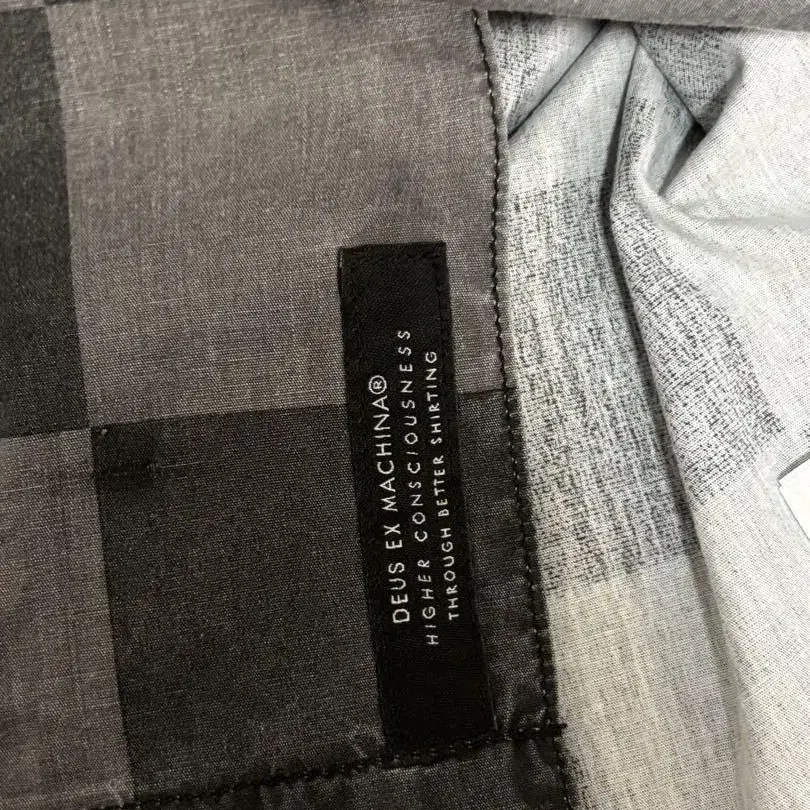 DEUS EX MACHINA®
HIGHER CONSCIOUSNESS
THROUGH BETTER SHIRTING